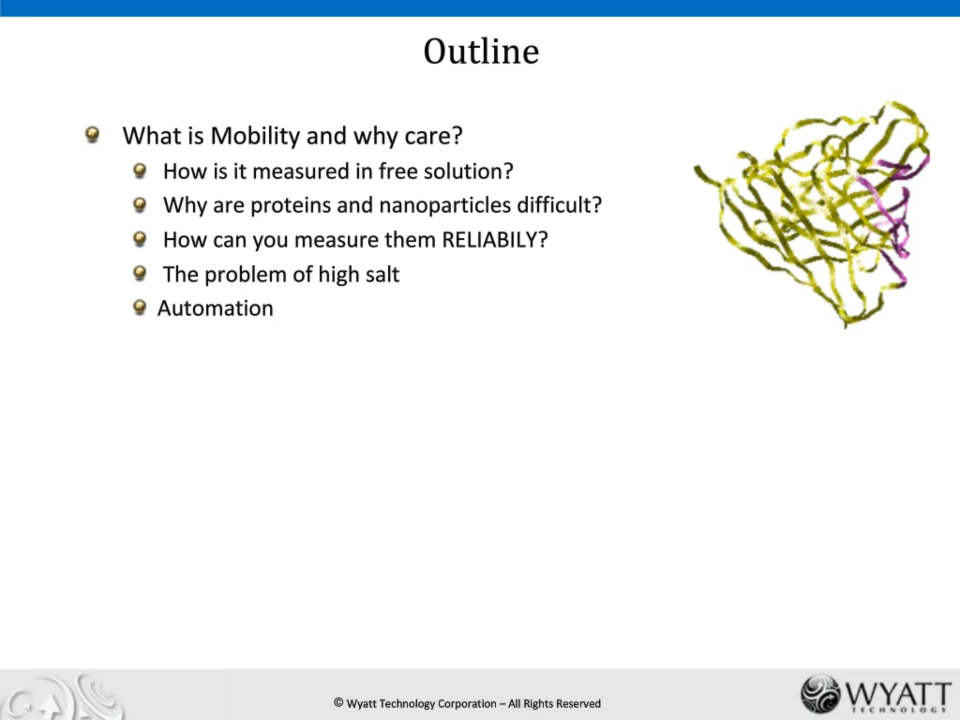 Outline
What is Mobility and why care?
How is it measured in free solution?
Why are proteins and nanoparticles difficult?
How can you measure them RELIABILY?
The problem of high salt
Automation
© Wyatt Technology Corporation – All Rights Reserved
WYATT
TECHNOLOGY